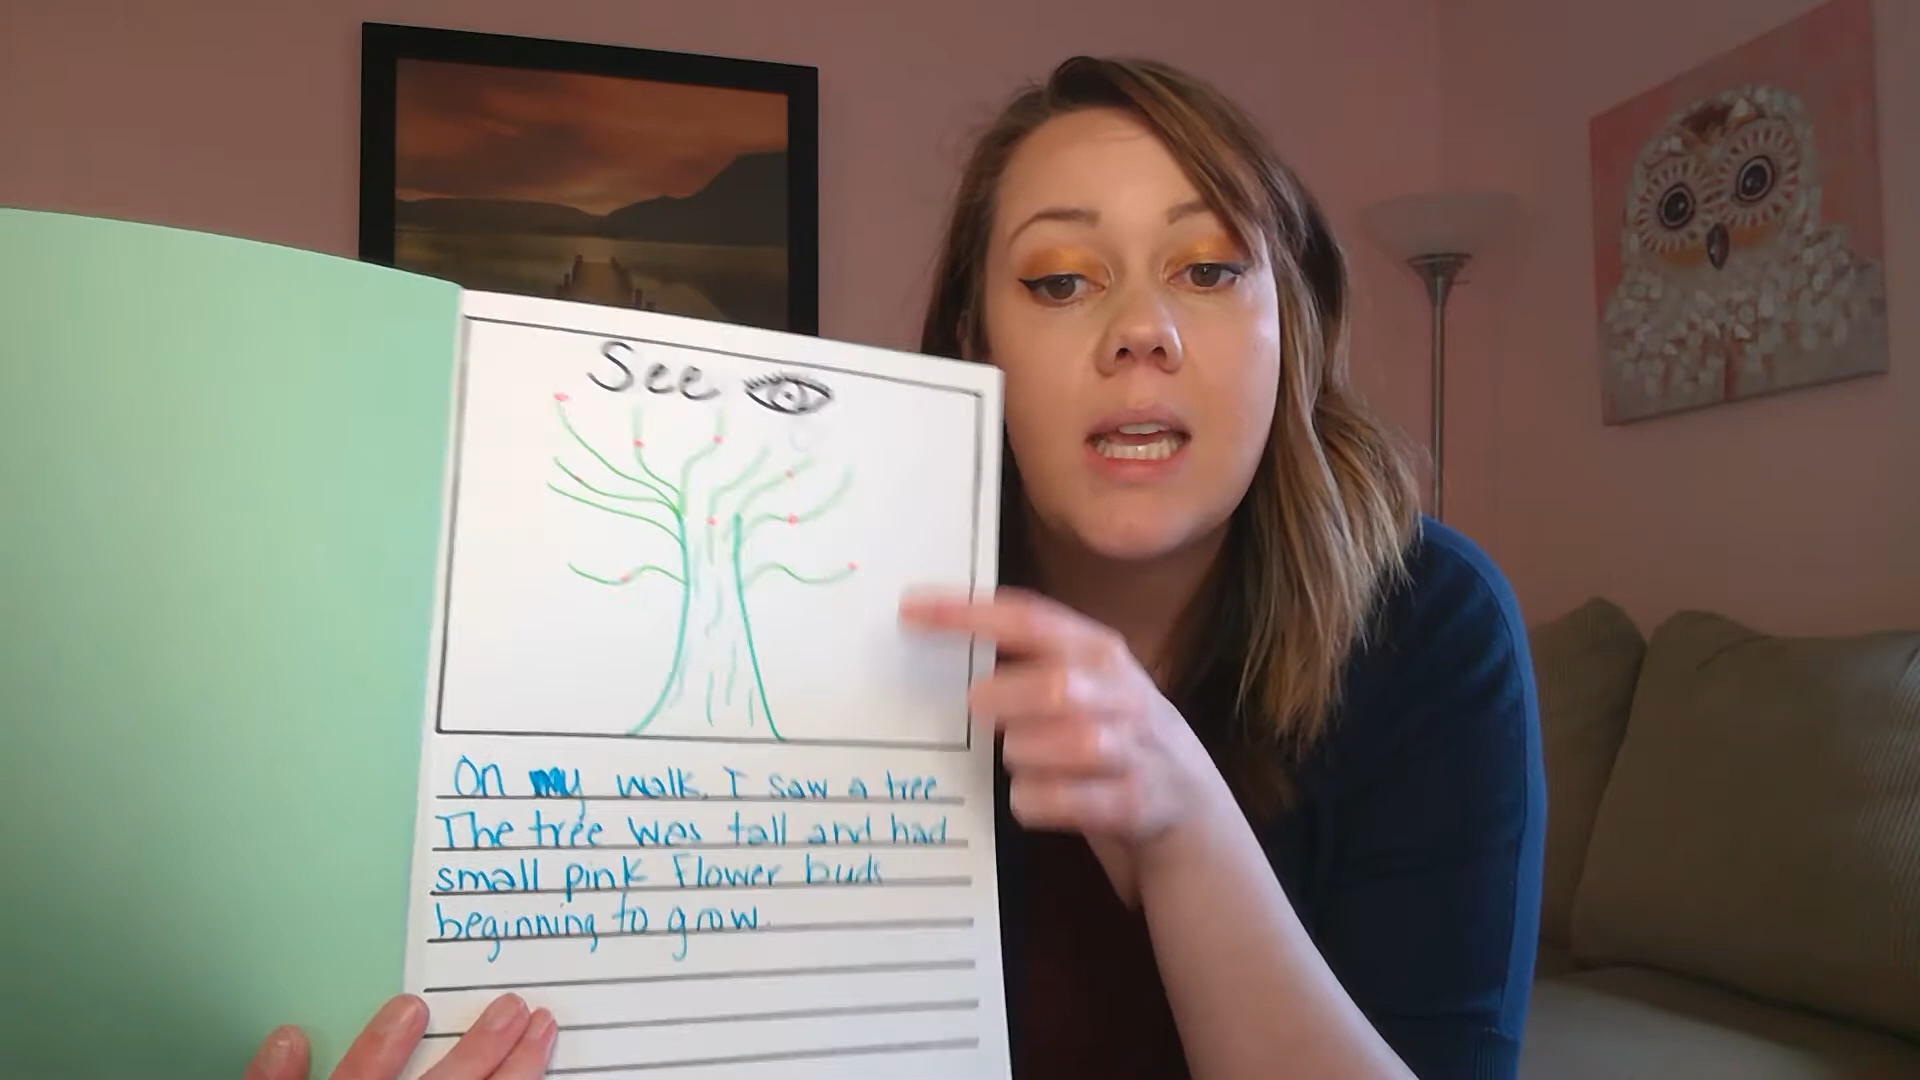 See
On my walk, I saw a tree
The tree was tall and had
small pink flower buds
beginning to grow.